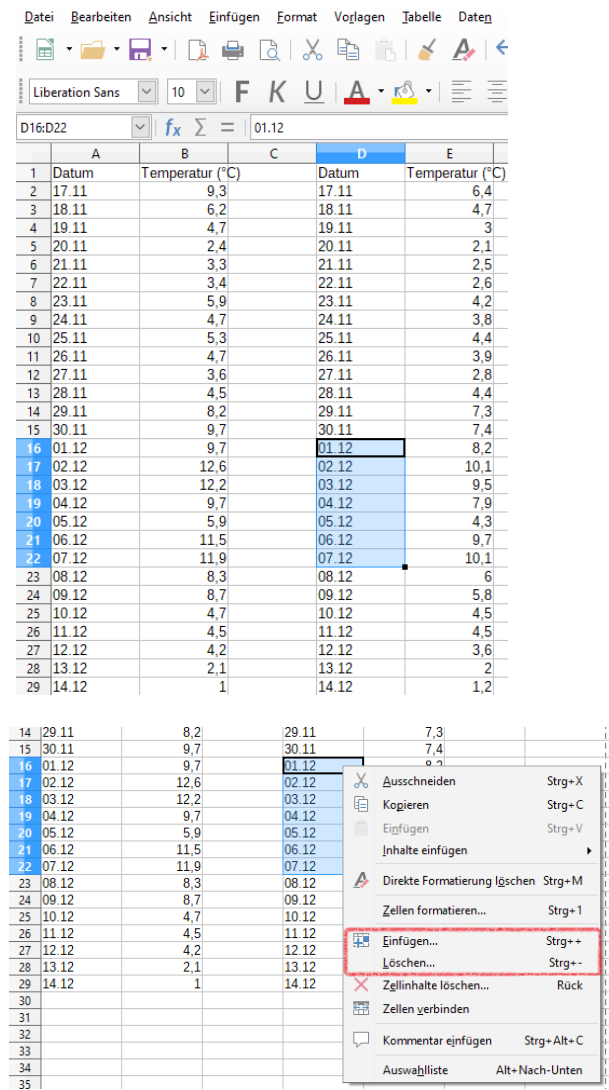 Datei Bearbeiten Ansicht Einfügen Format Vorlagen Tabelle Daten
Liberation Sans 10 F K U A
D16:D22 fx Σ = 01.12
A B C D E
1 Datum Temperatur (°C) Datum Temperatur (°C)
2 17.11 9,3 17.11 6,4
3 18.11 6,2 18.11 4,7
4 19.11 4,7 19.11 3
5 20.11 2,4 20.11 2,1
6 21.11 3,3 21.11 2,5
7 22.11 3,4 22.11 2,6
8 23.11 5,9 23.11 4,2
9 24.11 4,7 24.11 3,8
10 25.11 5,3 25.11 4,4
11 26.11 4,7 26.11 3,9
12 27.11 3,6 27.11 2,8
13 28.11 4,5 28.11 4,4
14 29.11 8,2 29.11 7,3
15 30.11 9,7 30.11 7,4
16 01.12 9,7 01.12 8,2
17 02.12 12,6 02.12 10,1
18 03.12 12,2 03.12 9,5
19 04.12 9,7 04.12 7,9
20 05.12 5,9 05.12 4,3
21 06.12 11,5 06.12 9,7
22 07.12 11,9 07.12 10,1
23 08.12 8,3 08.12 6
24 09.12 8,7 09.12 5,8
25 10.12 4,7 10.12 4,5
26 11.12 4,5 11.12 4,5
27 12.12 4,2 12.12 3,6
28 13.12 2,1 13.12 2
29 14.12 1 14.12 1,2
14 29.11 8,2 29.11 7,3
15 30.11 9,7 30.11 7,4
16 01.12 9,7 01.12
17 02.12 12,6 02.12
18 03.12 12,2 03.12
19 04.12 9,7 04.12
20 05.12 5,9 05.12
21 06.12 11,5 06.12
22 07.12 11,9 07.12
23 08.12 8,3 08.12
24 09.12 8,7 09.12
25 10.12 4,7 10.12
26 11.12 4,5 11.12
27 12.12 4,2 12.12
28 13.12 2,1 13.12
29 14.12 1 14.12
30
31
32
33
34
35
Ausschneiden Strg+X
Kopieren Strg+C
Einfügen Strg+V
Inhalte einfügen
Direkte Formatierung löschen Strg+M
Zellen formatieren... Strg+1
Einfügen... Strg++
Löschen... Strg+-
Zellinhalte löschen... Rück
Zellen verbinden
Kommentar einfügen Strg+Alt+C
Auswahlliste Alt+Nach-Unten